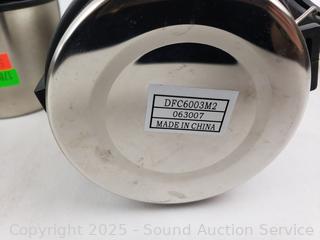 DFC6003M2
063007
MADE IN CHINA
Copyright 2025 - Sound Auction Service